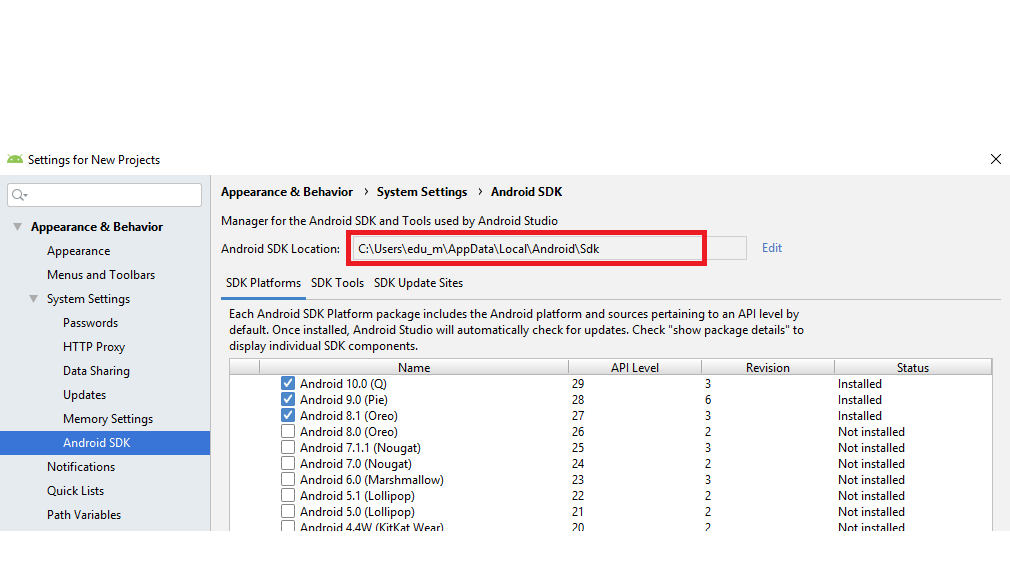 Settings for New Projects
Appearance & Behavior
Appearance
Menus and Toolbars
System Settings
Passwords
HTTP Proxy
Data Sharing
Updates
Memory Settings
Android SDK
Notifications
Quick Lists
Path Variables
Appearance & Behavior › System Settings › Android SDK
Manager for the Android SDK and Tools used by Android Studio
Android SDK Location: C:\Users\edu_m\AppData\Local\Android\Sdk Edit
SDK Platforms SDK Tools SDK Update Sites
Each Android SDK Platform package includes the Android platform and sources pertaining to an API level by
default. Once installed, Android Studio will automatically check for updates. Check "show package details" to
display individual SDK components.
Name API Level Revision Status
Android 10.0 (Q) 29 3 Installed
Android 9.0 (Pie) 28 6 Installed
Android 8.1 (Oreo) 27 3 Installed
Android 8.0 (Oreo) 26 2 Not installed
Android 7.1.1 (Nougat) 25 3 Not installed
Android 7.0 (Nougat) 24 2 Not installed
Android 6.0 (Marshmallow) 23 3 Not installed
Android 5.1 (Lollipop) 22 2 Not installed
Android 5.0 (Lollipop) 21 2 Not installed
Android 4.4W (KitKat Wear) 20 2 Not installed